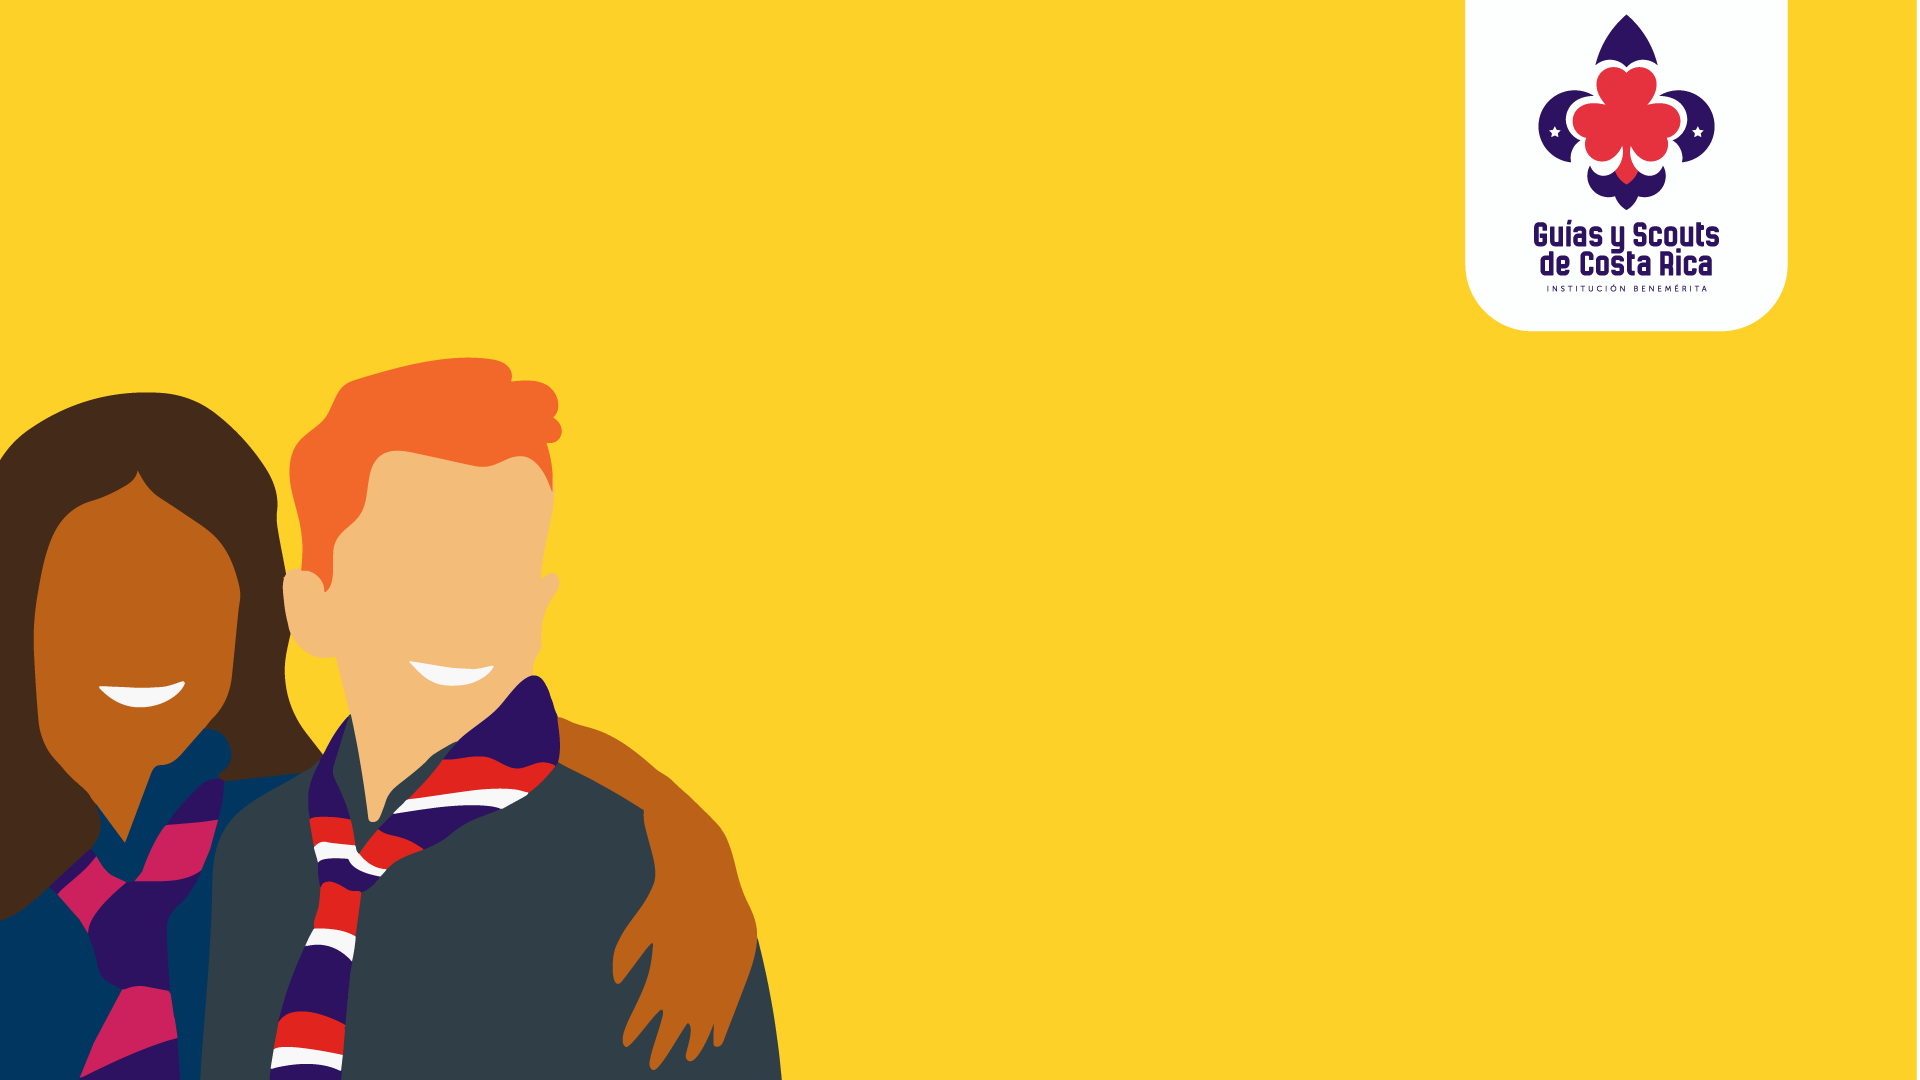 Guías y Scouts
de Costa Rica
INSTITUCIÓN BENEMÉRITA